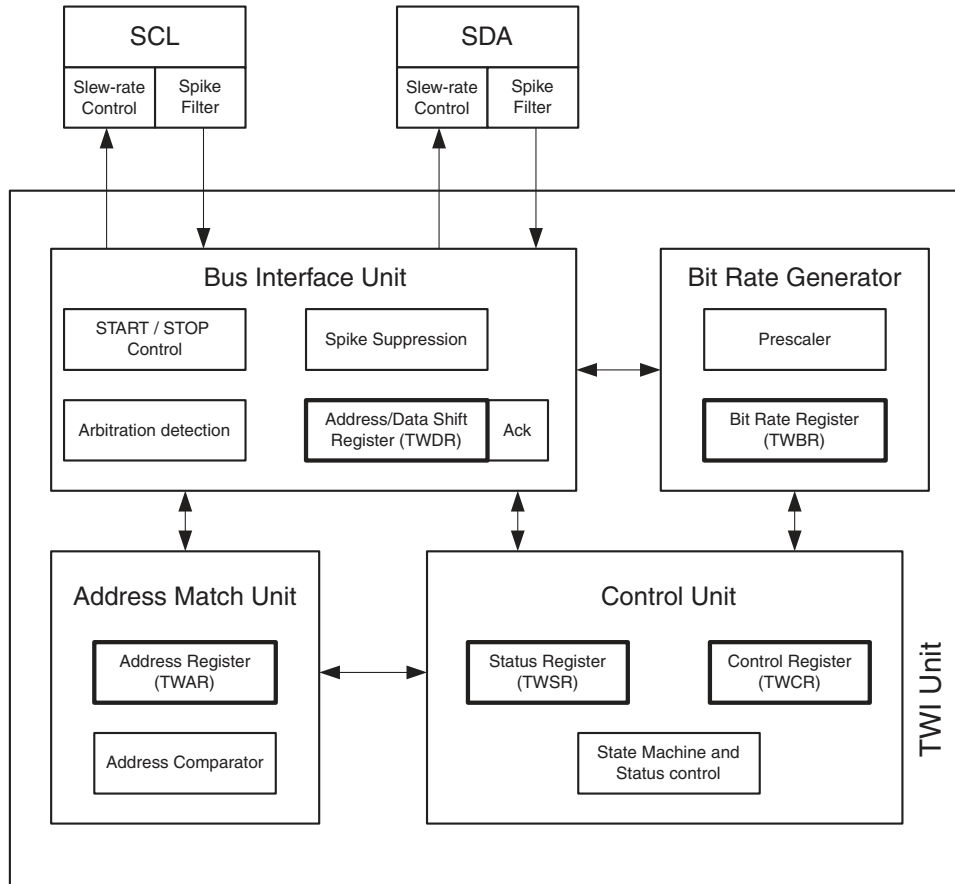 SCL
Slew-rate
Control
Spike
Filter
SDA
Slew-rate
Control
Spike
Filter
Bus Interface Unit
START / STOP
Control
Spike Suppression
Arbitration detection
Address/Data Shift
Register (TWDR)
Ack
Bit Rate Generator
Prescaler
Bit Rate Register
(TWBR)
Address Match Unit
Address Register
(TWAR)
Address Comparator
Control Unit
Status Register
(TWSR)
Control Register
(TWCR)
State Machine and
Status control
TWI Unit